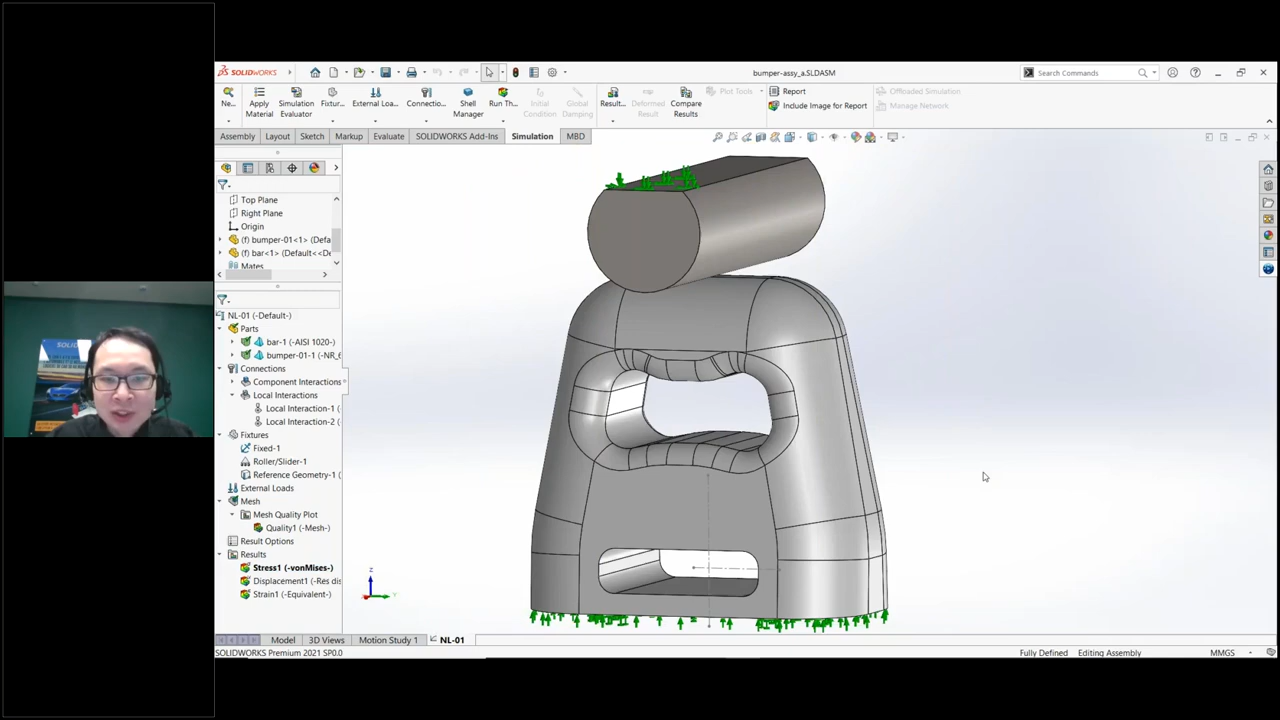 SOLIDWORKS
bumper-assy_a.SLDASM
Search Commands
Ne...
Apply Material
Simulation Evaluator
Fixtur...
External Loa...
Connectio...
Shell Manager
Run Th...
Initial Condition
Global Damping
Result...
Deformed Result
Compare Results
Plot Tools
Report
Include Image for Report
Offloaded Simulation
Manage Network
Assembly
Layout
Sketch
Markup
Evaluate
SOLIDWORKS Add-Ins
Simulation
MBD
Top Plane
Right Plane
Origin
(f) bumper-01<1> (Defa
(f) bar<1> (Default<<De
Mates
NL-01 (-Default-)
Parts
bar-1 (-AISI 1020-)
bumper-01-1 (-NR_
Connections
Component Interactions
Local Interactions
Local Interaction-1 (
Local Interaction-2 (
Fixtures
Fixed-1
Roller/Slider-1
Reference Geometry-1 (
External Loads
Mesh
Mesh Quality Plot
Quality1 (-Mesh-)
Result Options
Results
Stress1 (-vonMises-)
Displacement1 (-Res dis
Strain1 (-Equivalent-)
Z
Y
Model
3D Views
Motion Study 1
NL-01
SOLIDWORKS Premium 2021 SP0.0
Fully Defined
Editing Assembly
MMGS